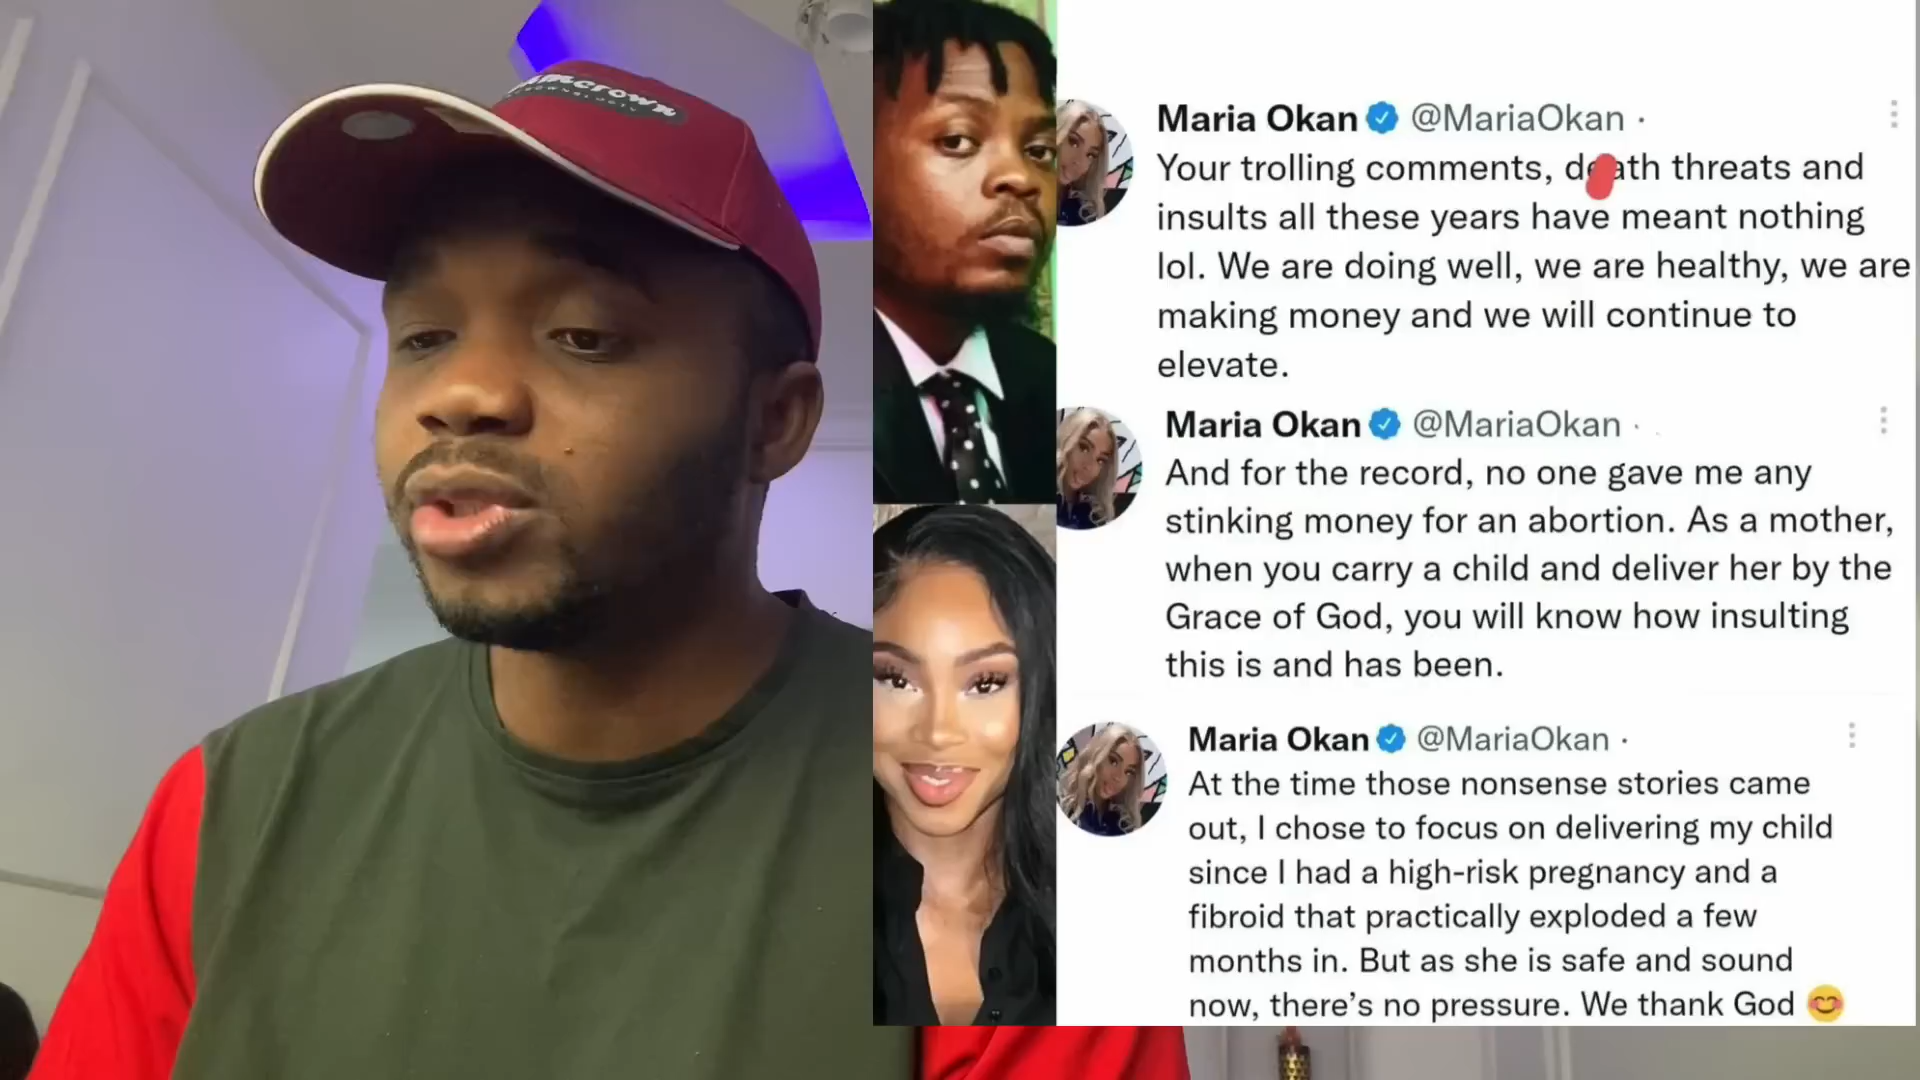 Maria Okan @MariaOkan ·
Your trolling comments, death threats and
insults all these years have meant nothing
lol. We are doing well, we are healthy, we are
making money and we will continue to
elevate.
Maria Okan @MariaOkan ·
And for the record, no one gave me any
stinking money for an abortion. As a mother,
when you carry a child and deliver her by the
Grace of God, you will know how insulting
this is and has been.
Maria Okan @MariaOkan ·
At the time those nonsense stories came
out, I chose to focus on delivering my child
since I had a high-risk pregnancy and a
fibroid that practically exploded a few
months in. But as she is safe and sound
now, there's no pressure. We thank God 😊